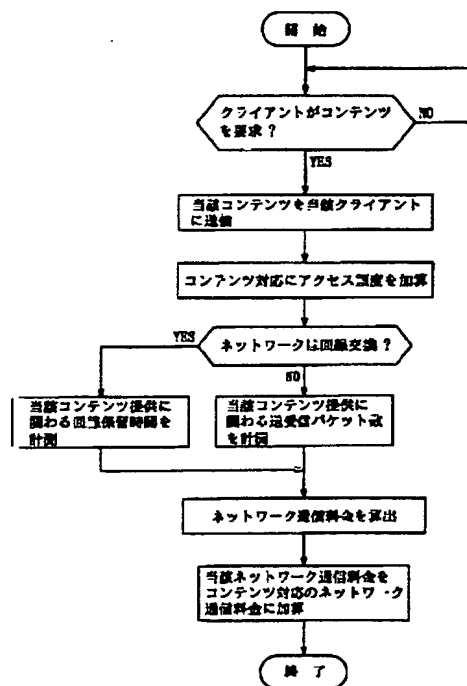 開 始
クライアントがコンテンツ
を要求?
NO
YES
当該コンテンツを当該クライアント
に送信
コンテンツ対応にアクセス頻度を加算
ネットワークは回線交換?
YES
NO
当該コンテンツ提供に
関わる回線保留時間を
計測
当該コンテンツ提供に
関わる送受信パケット数
を計測
ネットワーク通信料金を算出
当該ネットワーク通信料金を
コンテンツ対応のネットワーク
通信料金に加算
終 了